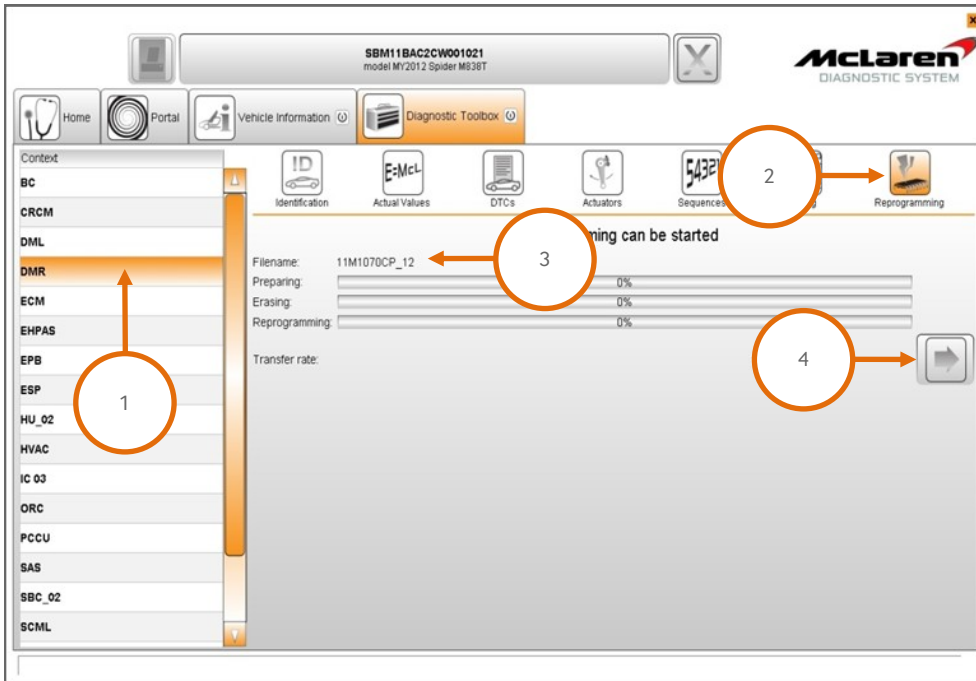 SBM11BAC2CW001021
model MY2012 Spider M838T
McLaren
DIAGNOSTIC SYSTEM
Home
Portal
Vehicle Information
Diagnostic Toolbox
Context
BC
CRCM
DML
DMR
ECM
EHPAS
EPB
ESP
HU_02
HVAC
IC 03
ORC
PCCU
SAS
SBC_02
SCML
ID
E=McL
Identification
Actual Values
DTCs
Actuators
Sequences
Reprogramming
2
ming can be started
Filename: 11M1070CP_12
3
Preparing: 0%
Erasing: 0%
Reprogramming: 0%
Transfer rate:
4
1